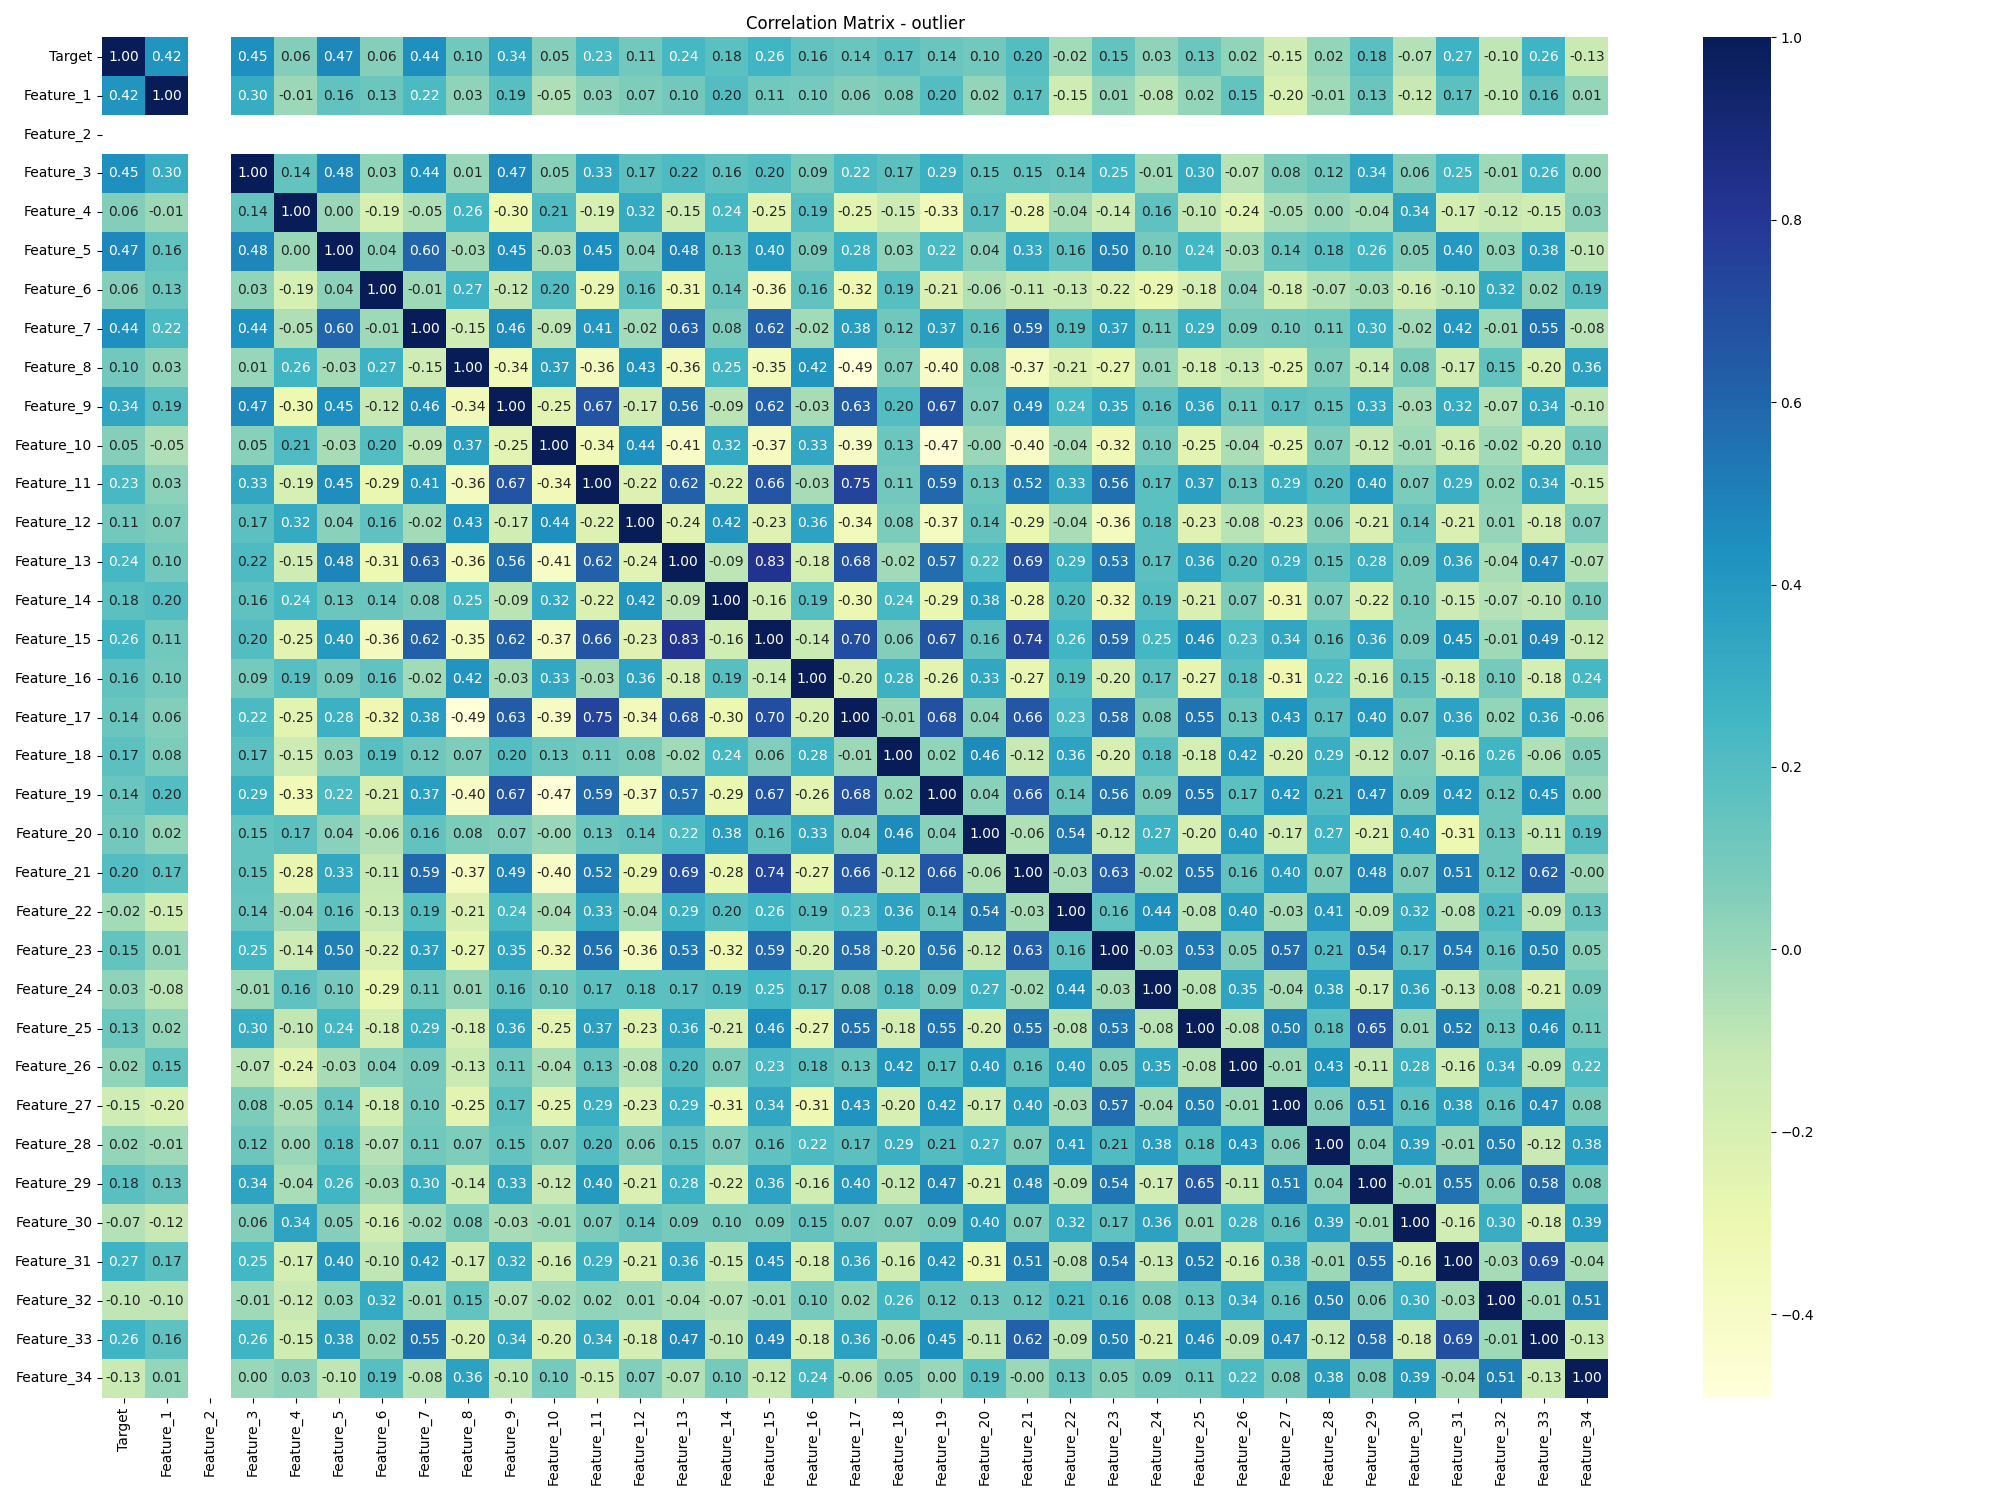 Correlation Matrix - outlier
Target 1.00 0.42 0.45 0.06 0.47 0.06 0.44 0.10 0.34 0.05 0.23 0.11 0.24 0.18 0.26 0.16 0.14 0.17 0.14 0.10 0.20 -0.02 0.15 0.03 0.13 0.02 -0.15 0.02 0.18 -0.07 0.27 -0.10 0.26 -0.13
Feature_1 0.42 1.00 0.30 -0.01 0.16 0.13 0.22 0.03 0.19 -0.05 0.03 0.07 0.10 0.20 0.11 0.10 0.06 0.08 0.20 0.02 0.17 -0.15 0.01 -0.08 0.02 0.15 -0.20 -0.01 0.13 -0.12 0.17 -0.10 0.16 0.01
Feature_2
Feature_3 0.45 0.30 1.00 0.14 0.48 0.03 0.44 0.01 0.47 0.05 0.33 0.17 0.22 0.16 0.20 0.09 0.22 0.17 0.29 0.15 0.15 0.14 0.25 -0.01 0.30 -0.07 0.08 0.12 0.34 0.06 0.25 -0.01 0.26 0.00
Feature_4 0.06 -0.01 0.14 1.00 0.00 -0.19 -0.05 0.26 -0.30 0.21 -0.19 0.32 -0.15 0.24 -0.25 0.19 -0.25 -0.15 -0.33 0.17 -0.28 -0.04 -0.14 0.16 -0.10 -0.24 -0.05 0.00 -0.04 0.34 -0.17 -0.12 -0.15 0.03
Feature_5 0.47 0.16 0.48 0.00 1.00 0.04 0.60 -0.03 0.45 -0.03 0.45 0.04 0.48 0.13 0.40 0.09 0.28 0.03 0.22 0.04 0.33 0.16 0.50 0.10 0.24 -0.03 0.14 0.18 0.26 0.05 0.40 0.03 0.38 -0.10
Feature_6 0.06 0.13 0.03 -0.19 0.04 1.00 -0.01 0.27 -0.12 0.20 -0.29 0.16 -0.31 0.14 -0.36 0.16 -0.32 0.19 -0.21 -0.06 -0.11 -0.13 -0.22 -0.29 -0.18 0.04 -0.18 -0.07 -0.03 -0.16 -0.10 0.32 0.02 0.19
Feature_7 0.44 0.22 0.44 -0.05 0.60 -0.01 1.00 -0.15 0.46 -0.09 0.41 -0.02 0.63 0.08 0.62 -0.02 0.38 0.12 0.37 0.16 0.59 0.19 0.37 0.11 0.29 0.09 0.10 0.11 0.30 -0.02 0.42 -0.01 0.55 -0.08
Feature_8 0.10 0.03 0.01 0.26 -0.03 0.27 -0.15 1.00 -0.34 0.37 -0.36 0.43 -0.36 0.25 -0.35 0.42 -0.49 0.07 -0.40 0.08 -0.37 -0.21 -0.27 0.01 -0.18 -0.13 -0.25 0.07 -0.14 0.08 -0.17 0.15 -0.20 0.36
Feature_9 0.34 0.19 0.47 -0.30 0.45 -0.12 0.46 -0.34 1.00 -0.25 0.67 -0.17 0.56 -0.09 0.62 -0.03 0.63 0.20 0.67 0.07 0.49 0.24 0.35 0.16 0.36 0.11 0.17 0.15 0.33 -0.03 0.32 -0.07 0.34 -0.10
Feature_10 0.05 -0.05 0.05 0.21 -0.03 0.20 -0.09 0.37 -0.25 1.00 -0.34 0.44 -0.41 0.32 -0.37 0.33 -0.39 0.13 -0.47 -0.00 -0.40 -0.04 -0.32 0.10 -0.25 -0.04 -0.25 0.07 -0.12 -0.01 -0.16 -0.02 -0.20 0.10
Feature_11 0.23 0.03 0.33 -0.19 0.45 -0.29 0.41 -0.36 0.67 -0.34 1.00 -0.22 0.62 -0.22 0.66 -0.03 0.75 0.11 0.59 0.13 0.52 0.33 0.56 0.17 0.37 0.13 0.29 0.20 0.40 0.07 0.29 0.02 0.34 -0.15
Feature_12 0.11 0.07 0.17 0.32 0.04 0.16 -0.02 0.43 -0.17 0.44 -0.22 1.00 -0.24 0.42 -0.23 0.36 -0.34 0.08 -0.37 0.14 -0.29 -0.04 -0.36 0.18 -0.23 -0.08 -0.23 0.06 -0.21 0.14 -0.21 0.01 -0.18 0.07
Feature_13 0.24 0.10 0.22 -0.15 0.48 -0.31 0.63 -0.36 0.56 -0.41 0.62 -0.24 1.00 -0.09 0.83 -0.18 0.68 -0.02 0.57 0.22 0.69 0.29 0.53 0.17 0.36 0.20 0.29 0.15 0.28 0.09 0.36 -0.04 0.47 -0.07
Feature_14 0.18 0.20 0.16 0.24 0.13 0.14 0.08 0.25 -0.09 0.32 -0.22 0.42 -0.09 1.00 -0.16 0.19 -0.30 0.24 -0.29 0.38 -0.28 0.20 -0.32 0.19 -0.21 0.07 -0.31 0.07 -0.22 0.10 -0.15 -0.07 -0.10 0.10
Feature_15 0.26 0.11 0.20 -0.25 0.40 -0.36 0.62 -0.35 0.62 -0.37 0.66 -0.23 0.83 -0.16 1.00 -0.14 0.70 0.06 0.67 0.16 0.74 0.26 0.59 0.25 0.46 0.23 0.34 0.16 0.36 0.09 0.45 -0.01 0.49 -0.12
Feature_16 0.16 0.10 0.09 0.19 0.09 0.16 -0.02 0.42 -0.03 0.33 -0.03 0.36 -0.18 0.19 -0.14 1.00 -0.20 0.28 -0.26 0.33 -0.27 0.19 -0.20 0.17 -0.27 0.18 -0.31 0.22 -0.16 0.15 -0.18 0.10 -0.18 0.24
Feature_17 0.14 0.06 0.22 -0.25 0.28 -0.32 0.38 -0.49 0.63 -0.39 0.75 -0.34 0.68 -0.30 0.70 -0.20 1.00 -0.01 0.68 0.04 0.66 0.23 0.58 0.08 0.55 0.13 0.43 0.17 0.40 0.07 0.36 0.02 0.36 -0.06
Feature_18 0.17 0.08 0.17 -0.15 0.03 0.19 0.12 0.07 0.20 0.13 0.11 0.08 -0.02 0.24 0.06 0.28 -0.01 1.00 0.02 0.46 -0.12 0.36 -0.20 0.18 -0.18 0.42 -0.20 0.29 -0.12 0.07 -0.16 0.26 -0.06 0.05
Feature_19 0.14 0.20 0.29 -0.33 0.22 -0.21 0.37 -0.40 0.67 -0.47 0.59 -0.37 0.57 -0.29 0.67 -0.26 0.68 0.02 1.00 0.04 0.66 0.14 0.56 0.09 0.55 0.17 0.42 0.21 0.47 0.09 0.42 0.12 0.45 0.00
Feature_20 0.10 0.02 0.15 0.17 0.04 -0.06 0.16 0.08 0.07 -0.00 0.13 0.14 0.22 0.38 0.16 0.33 0.04 0.46 0.04 1.00 -0.06 0.54 -0.12 0.27 -0.20 0.40 -0.17 0.27 -0.21 0.40 -0.31 0.13 -0.11 0.19
Feature_21 0.20 0.17 0.15 -0.28 0.33 -0.11 0.59 -0.37 0.49 -0.40 0.52 -0.29 0.69 -0.28 0.74 -0.27 0.66 -0.12 0.66 -0.06 1.00 -0.03 0.63 -0.02 0.55 0.16 0.40 0.07 0.48 0.07 0.51 0.12 0.62 -0.00
Feature_22 -0.02 -0.15 0.14 -0.04 0.16 -0.13 0.19 -0.21 0.24 -0.04 0.33 -0.04 0.29 0.20 0.26 0.19 0.23 0.36 0.14 0.54 -0.03 1.00 0.16 0.44 -0.08 0.40 -0.03 0.41 -0.09 0.32 -0.08 0.21 -0.09 0.13
Feature_23 0.15 0.01 0.25 -0.14 0.50 -0.22 0.37 -0.27 0.35 -0.32 0.56 -0.36 0.53 -0.32 0.59 -0.20 0.58 -0.20 0.56 -0.12 0.63 0.16 1.00 -0.03 0.53 0.05 0.57 0.21 0.54 0.17 0.54 0.16 0.50 0.05
Feature_24 0.03 -0.08 -0.01 0.16 0.10 -0.29 0.11 0.01 0.16 0.10 0.17 0.18 0.17 0.19 0.25 0.17 0.08 0.18 0.09 0.27 -0.02 0.44 -0.03 1.00 -0.08 0.35 -0.04 0.38 -0.17 0.36 -0.13 0.08 -0.21 0.09
Feature_25 0.13 0.02 0.30 -0.10 0.24 -0.18 0.29 -0.18 0.36 -0.25 0.37 -0.23 0.36 -0.21 0.46 -0.27 0.55 -0.18 0.55 -0.20 0.55 -0.08 0.53 -0.08 1.00 -0.08 0.50 0.18 0.65 0.01 0.52 0.13 0.46 0.11
Feature_26 0.02 0.15 -0.07 -0.24 -0.03 0.04 0.09 -0.13 0.11 -0.04 0.13 -0.08 0.20 0.07 0.23 0.18 0.13 0.42 0.17 0.40 0.16 0.40 0.05 0.35 -0.08 1.00 -0.01 0.43 -0.11 0.28 -0.16 0.34 -0.09 0.22
Feature_27 -0.15 -0.20 0.08 -0.05 0.14 -0.18 0.10 -0.25 0.17 -0.25 0.29 -0.23 0.29 -0.31 0.34 -0.31 0.43 -0.20 0.42 -0.17 0.40 -0.03 0.57 -0.04 0.50 -0.01 1.00 0.06 0.51 0.16 0.38 0.16 0.47 0.08
Feature_28 0.02 -0.01 0.12 0.00 0.18 -0.07 0.11 0.07 0.15 0.07 0.20 0.06 0.15 0.07 0.16 0.22 0.17 0.29 0.21 0.27 0.07 0.41 0.21 0.38 0.18 0.43 0.06 1.00 0.04 0.39 -0.01 0.50 -0.12 0.38
Feature_29 0.18 0.13 0.34 -0.04 0.26 -0.03 0.30 -0.14 0.33 -0.12 0.40 -0.21 0.28 -0.22 0.36 -0.16 0.40 -0.12 0.47 -0.21 0.48 -0.09 0.54 -0.17 0.65 -0.11 0.51 0.04 1.00 -0.01 0.55 0.06 0.58 0.08
Feature_30 -0.07 -0.12 0.06 0.34 0.05 -0.16 -0.02 0.08 -0.03 -0.01 0.07 0.14 0.09 0.10 0.09 0.15 0.07 0.07 0.09 0.40 0.07 0.32 0.17 0.36 0.01 0.28 0.16 0.39 -0.01 1.00 -0.16 0.30 -0.18 0.39
Feature_31 0.27 0.17 0.25 -0.17 0.40 -0.10 0.42 -0.17 0.32 -0.16 0.29 -0.21 0.36 -0.15 0.45 -0.18 0.36 -0.16 0.42 -0.31 0.51 -0.08 0.54 -0.13 0.52 -0.16 0.38 -0.01 0.55 -0.16 1.00 -0.03 0.69 -0.04
Feature_32 -0.10 -0.10 -0.01 -0.12 0.03 0.32 -0.01 0.15 -0.07 -0.02 0.02 0.01 -0.04 -0.07 -0.01 0.10 0.02 0.26 0.12 0.13 0.12 0.21 0.16 0.08 0.13 0.34 0.16 0.50 0.06 0.30 -0.03 1.00 -0.01 0.51
Feature_33 0.26 0.16 0.26 -0.15 0.38 0.02 0.55 -0.20 0.34 -0.20 0.34 -0.18 0.47 -0.10 0.49 -0.18 0.36 -0.06 0.45 -0.11 0.62 -0.09 0.50 -0.21 0.46 -0.09 0.47 -0.12 0.58 -0.18 0.69 -0.01 1.00 -0.13
Feature_34 -0.13 0.01 0.00 0.03 -0.10 0.19 -0.08 0.36 -0.10 0.10 -0.15 0.07 -0.07 0.10 -0.12 0.24 -0.06 0.05 0.00 0.19 -0.00 0.13 0.05 0.09 0.11 0.22 0.08 0.38 0.08 0.39 -0.04 0.51 -0.13 1.00
Target Feature_1 Feature_2 Feature_3 Feature_4 Feature_5 Feature_6 Feature_7 Feature_8 Feature_9 Feature_10 Feature_11 Feature_12 Feature_13 Feature_14 Feature_15 Feature_16 Feature_17 Feature_18 Feature_19 Feature_20 Feature_21 Feature_22 Feature_23 Feature_24 Feature_25 Feature_26 Feature_27 Feature_28 Feature_29 Feature_30 Feature_31 Feature_32 Feature_33 Feature_34
1.0
0.8
0.6
0.4
0.2
0.0
−0.2
−0.4